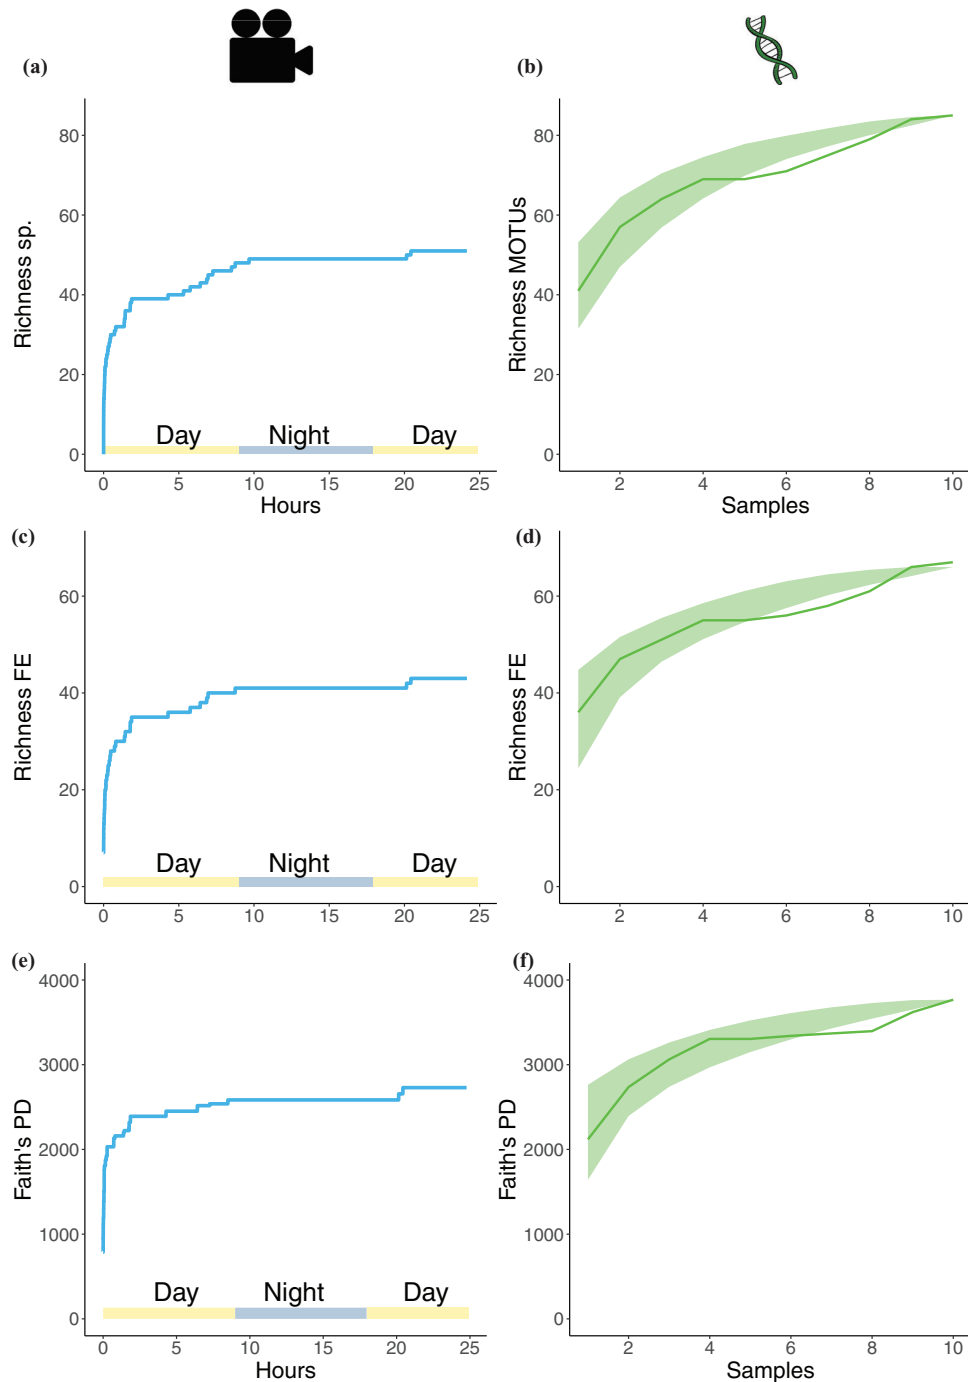 (a)
(b)
80
60
40
20
0
Richness sp.
Day Night Day
0 5 10 15 20 25
Hours
80
60
40
20
0
Richness MOTUs
2 4 6 8 10
Samples
(c)
(d)
60
40
20
0
Richness FE
Day Night Day
0 5 10 15 20 25
60
40
20
0
Richness FE
2 4 6 8 10
(e)
(f)
4000
3000
2000
1000
0
Faith's PD
Day Night Day
0 5 10 15 20 25
Hours
4000
3000
2000
1000
0
Faith's PD
2 4 6 8 10
Samples